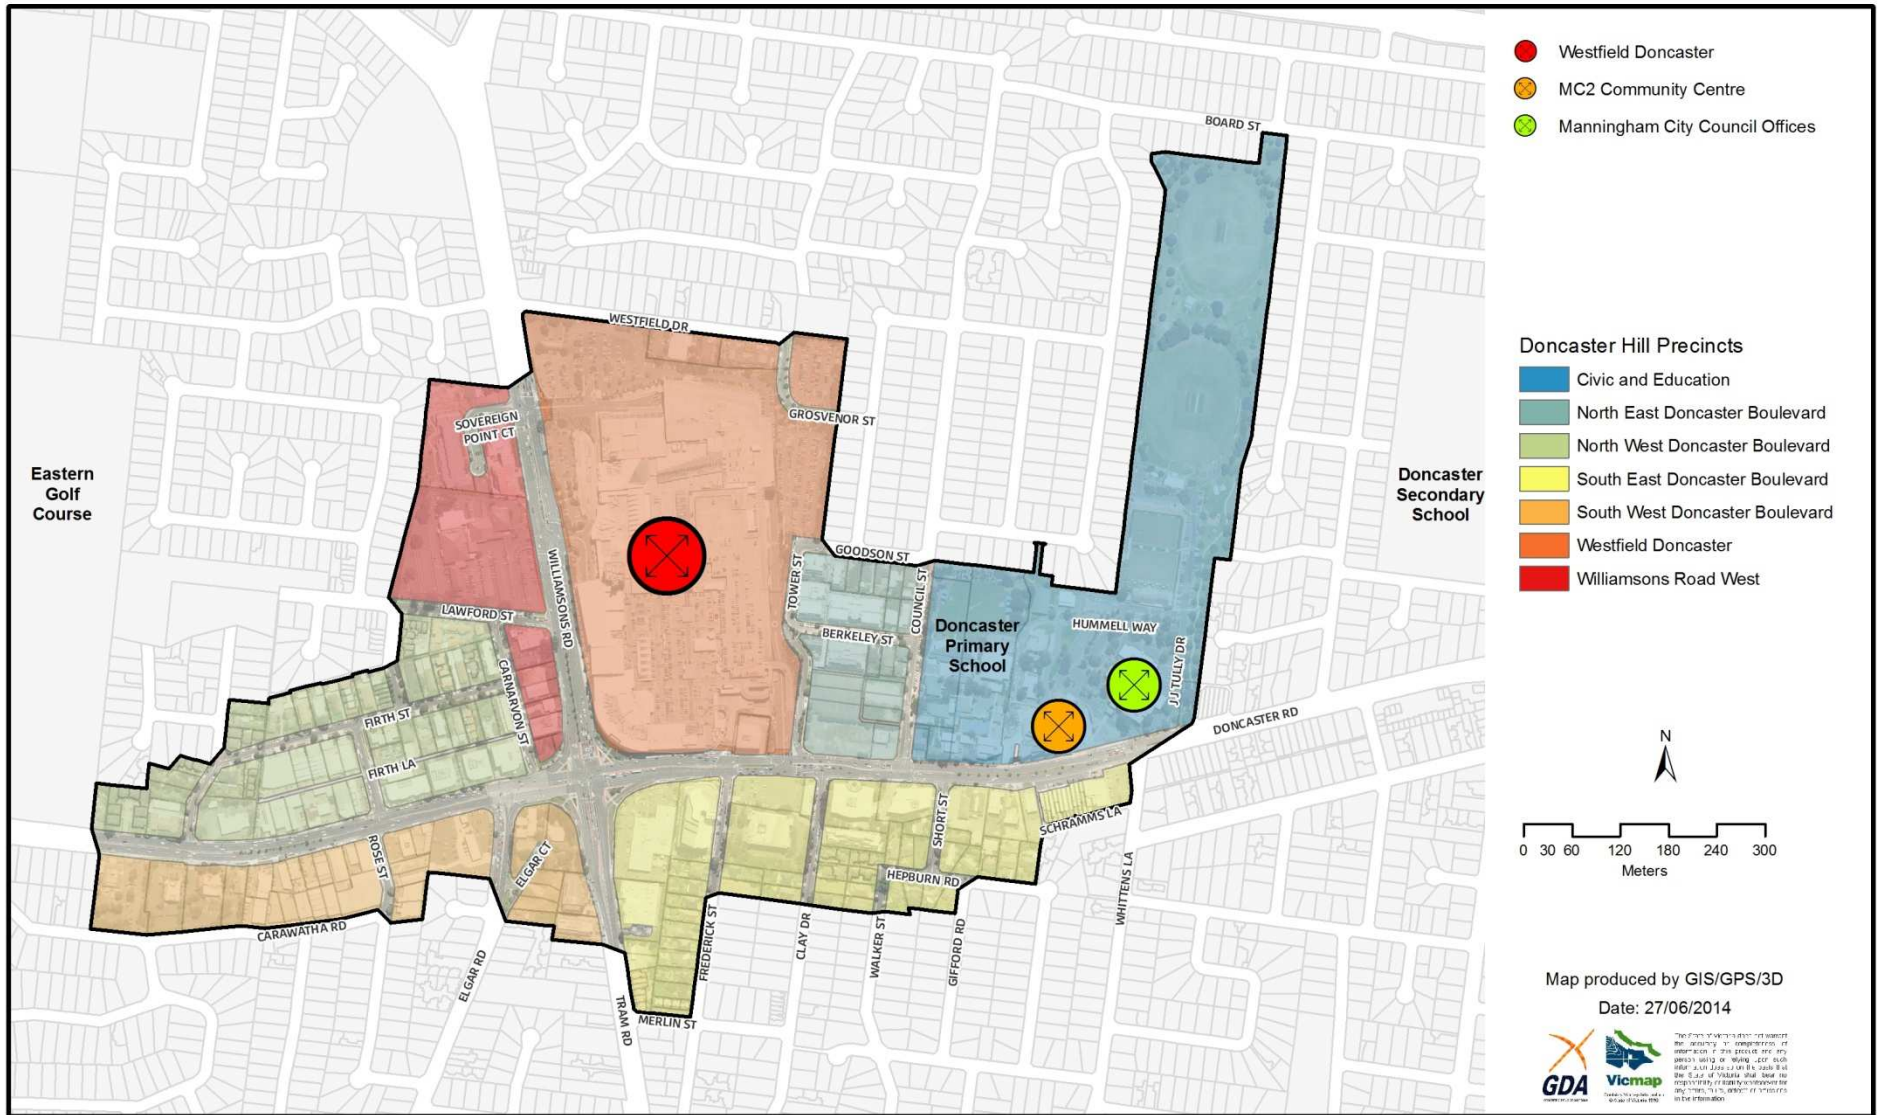 Westfield Doncaster
MC2 Community Centre
Manningham City Council Offices
BOARD ST
WESTFIELD DR
Doncaster Hill Precincts
Civic and Education
North East Doncaster Boulevard
North West Doncaster Boulevard
South East Doncaster Boulevard
South West Doncaster Boulevard
Westfield Doncaster
Williamsons Road West
SOVEREIGN
POINT CT
GROSVENOR ST
Eastern
Golf
Course
Doncaster
Secondary
School
WILLIAMSONS RD
TOWER ST
GOODSON ST
COUNCIL ST
LAWFORD ST
BERKELEY ST
Doncaster
Primary
School
HUMMELL WAY
J J TULLY DR
CARNARVON ST
FIRTH ST
FIRTH LA
DONCASTER RD
N
ROSE ST
ELGAR CT
SHORT ST
SCHRAMMS LA
HEPBURN RD
WHITTENS LA
0 30 60 120 180 240 300
Meters
CARAWATHA RD
ELGAR RD
FREDERICK ST
CLAY DR
WALKER ST
GIFFORD RD
TRAM RD
MERLIN ST
Map produced by GIS/GPS/3D
Date: 27/06/2014
GDA
Vicmap